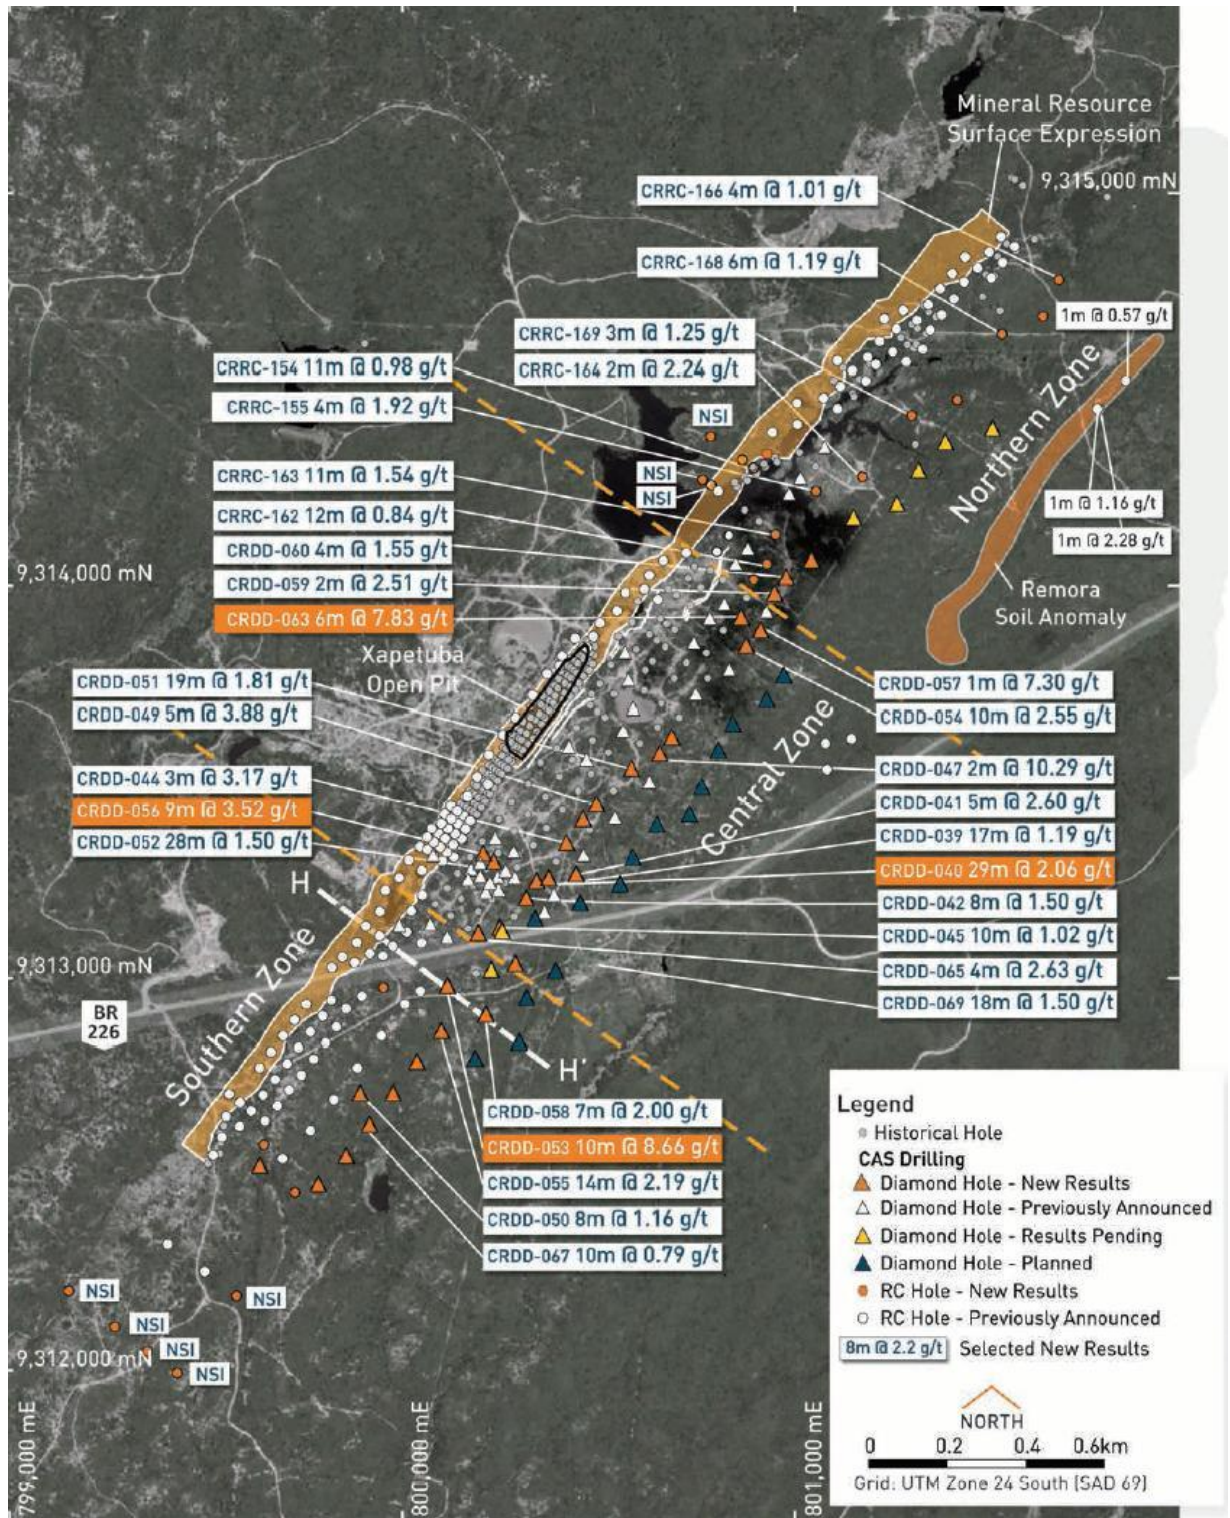 Mineral Resource
Surface Expression
9,315,000 mN
CRRC-166 4m @ 1.01 g/t
CRRC-168 6m @ 1.19 g/t
1m @ 0.57 g/t
CRRC-169 3m @ 1.25 g/t
CRRC-164 2m @ 2.24 g/t
CRRC-154 11m @ 0.98 g/t
CRRC-155 4m @ 1.92 g/t
NSI
NSI
NSI
Northern Zone
CRRC-163 11m @ 1.54 g/t
CRRC-162 12m @ 0.84 g/t
CRDD-060 4m @ 1.55 g/t
CRDD-059 2m @ 2.51 g/t
CRDD-063 6m @ 7.83 g/t
1m @ 1.16 g/t
1m @ 2.28 g/t
9,314,000 mN
Remora
Soil Anomaly
Xapetuba
Open Pit
CRDD-051 19m @ 1.81 g/t
CRDD-049 5m @ 3.88 g/t
CRDD-044 3m @ 3.17 g/t
CRDD-056 9m @ 3.52 g/t
CRDD-052 28m @ 1.50 g/t
Central Zone
CRDD-057 1m @ 7.30 g/t
CRDD-054 10m @ 2.55 g/t
CRDD-047 2m @ 10.29 g/t
CRDD-041 5m @ 2.60 g/t
CRDD-039 17m @ 1.19 g/t
CRDD-040 29m @ 2.06 g/t
CRDD-042 8m @ 1.50 g/t
CRDD-045 10m @ 1.02 g/t
CRDD-065 4m @ 2.63 g/t
CRDD-069 18m @ 1.50 g/t
H
9,313,000 mN
BR
226
Southern Zone
H'
CRDD-058 7m @ 2.00 g/t
CRDD-053 10m @ 8.66 g/t
CRDD-055 14m @ 2.19 g/t
CRDD-050 8m @ 1.16 g/t
CRDD-067 10m @ 0.79 g/t
NSI
NSI
NSI
NSI
NSI
9,312,000 mN
799,000 mE
800,000 mE
801,000 mE
Legend
Historical Hole
CAS Drilling
Diamond Hole - New Results
Diamond Hole - Previously Announced
Diamond Hole - Results Pending
Diamond Hole - Planned
RC Hole - New Results
RC Hole - Previously Announced
8m @ 2.2 g/t Selected New Results
NORTH
0 0.2 0.4 0.6km
Grid: UTM Zone 24 South (SAD 69)